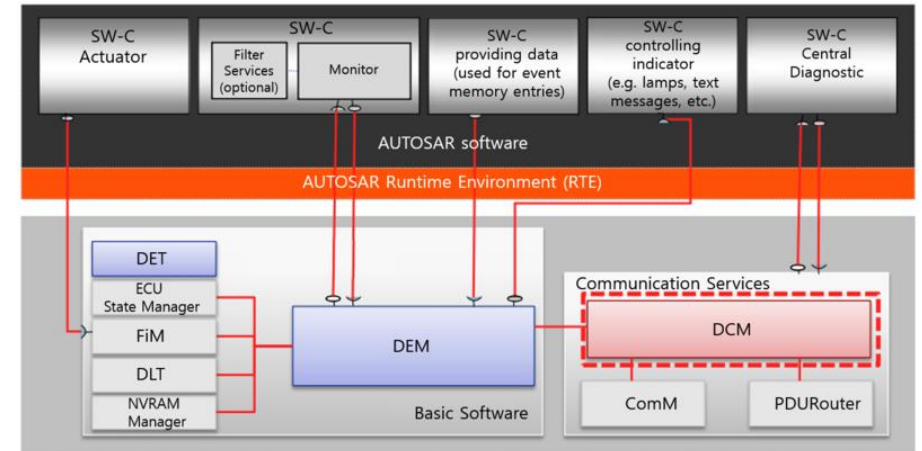 SW-C
Actuator
SW-C
Filter
Services
(optional)
Monitor
SW-C
providing data
(used for event
memory entries)
SW-C
controlling
indicator
(e.g. lamps, text
messages, etc.)
SW-C
Central
Diagnostic
AUTOSAR software
AUTOSAR Runtime Environment (RTE)
DET
ECU
State Manager
FiM
DLT
NVRAM
Manager
DEM
Basic Software
Communication Services
DCM
ComM
PDURouter